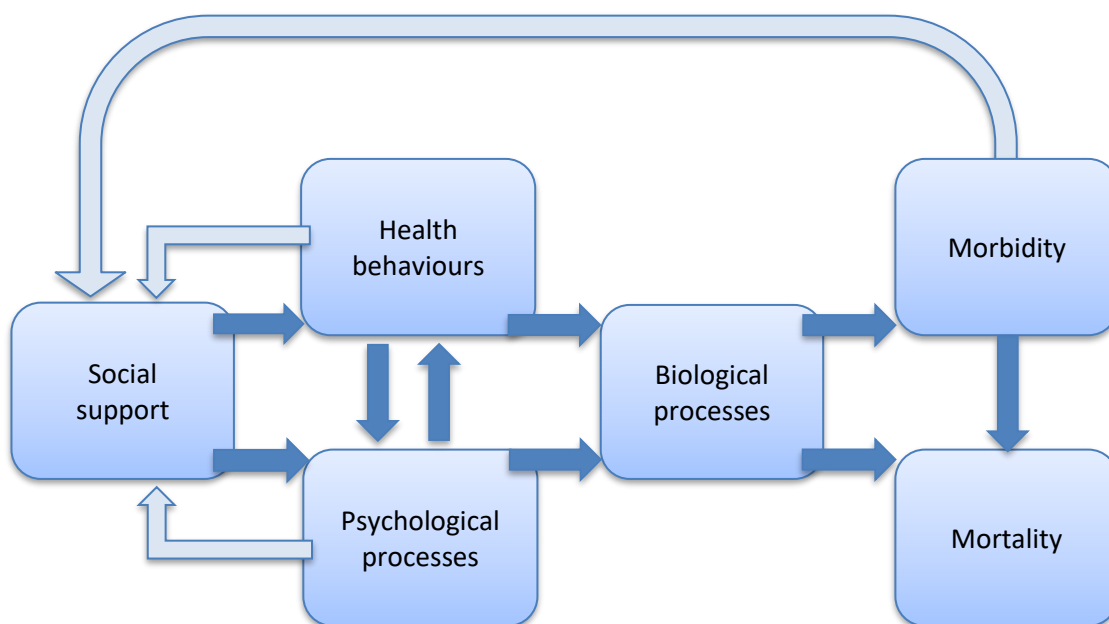 Health
behaviours
Morbidity
Social
support
Biological
processes
Psychological
processes
Mortality